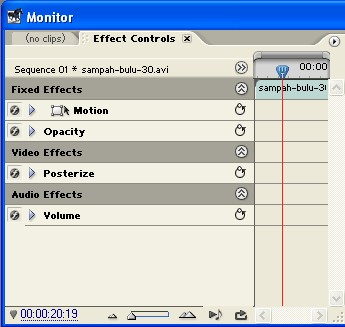 Monitor
(no clips) Effect Controls
00:00
Sequence 01 * sampah-bulu-30.avi
Fixed Effects
sampah-bulu-30
Motion
Opacity
Video Effects
Posterize
Audio Effects
Volume
00:00:20:19